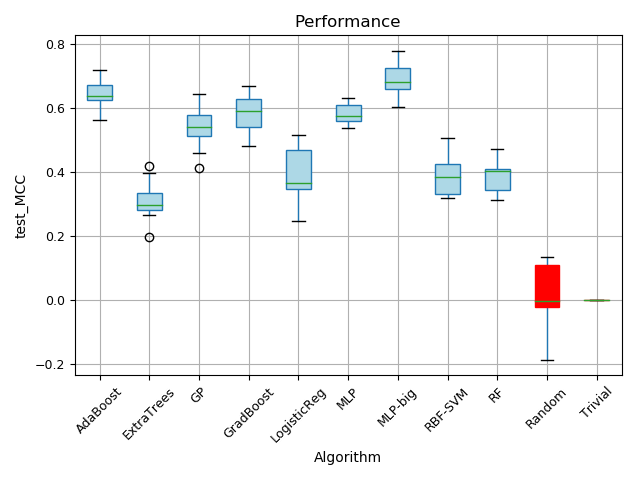 Performance
0.8
0.6
0.4
0.2
0.0
−0.2
test_MCC
AdaBoost
ExtraTrees
GP
GradBoost
LogisticReg
MLP
MLP-big
RBF-SVM
RF
Random
Trivial
Algorithm